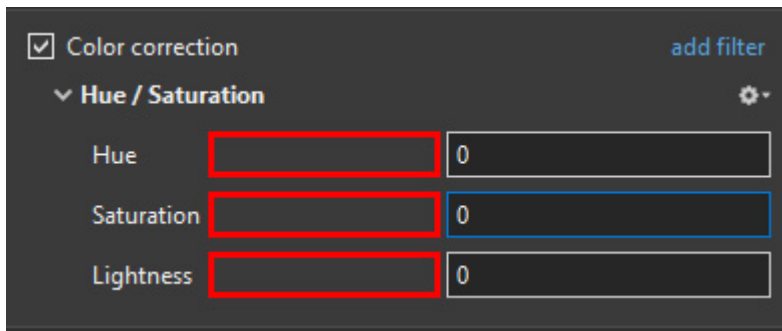 Color correction add filter
Hue / Saturation
Hue 0
Saturation 0
Lightness 0